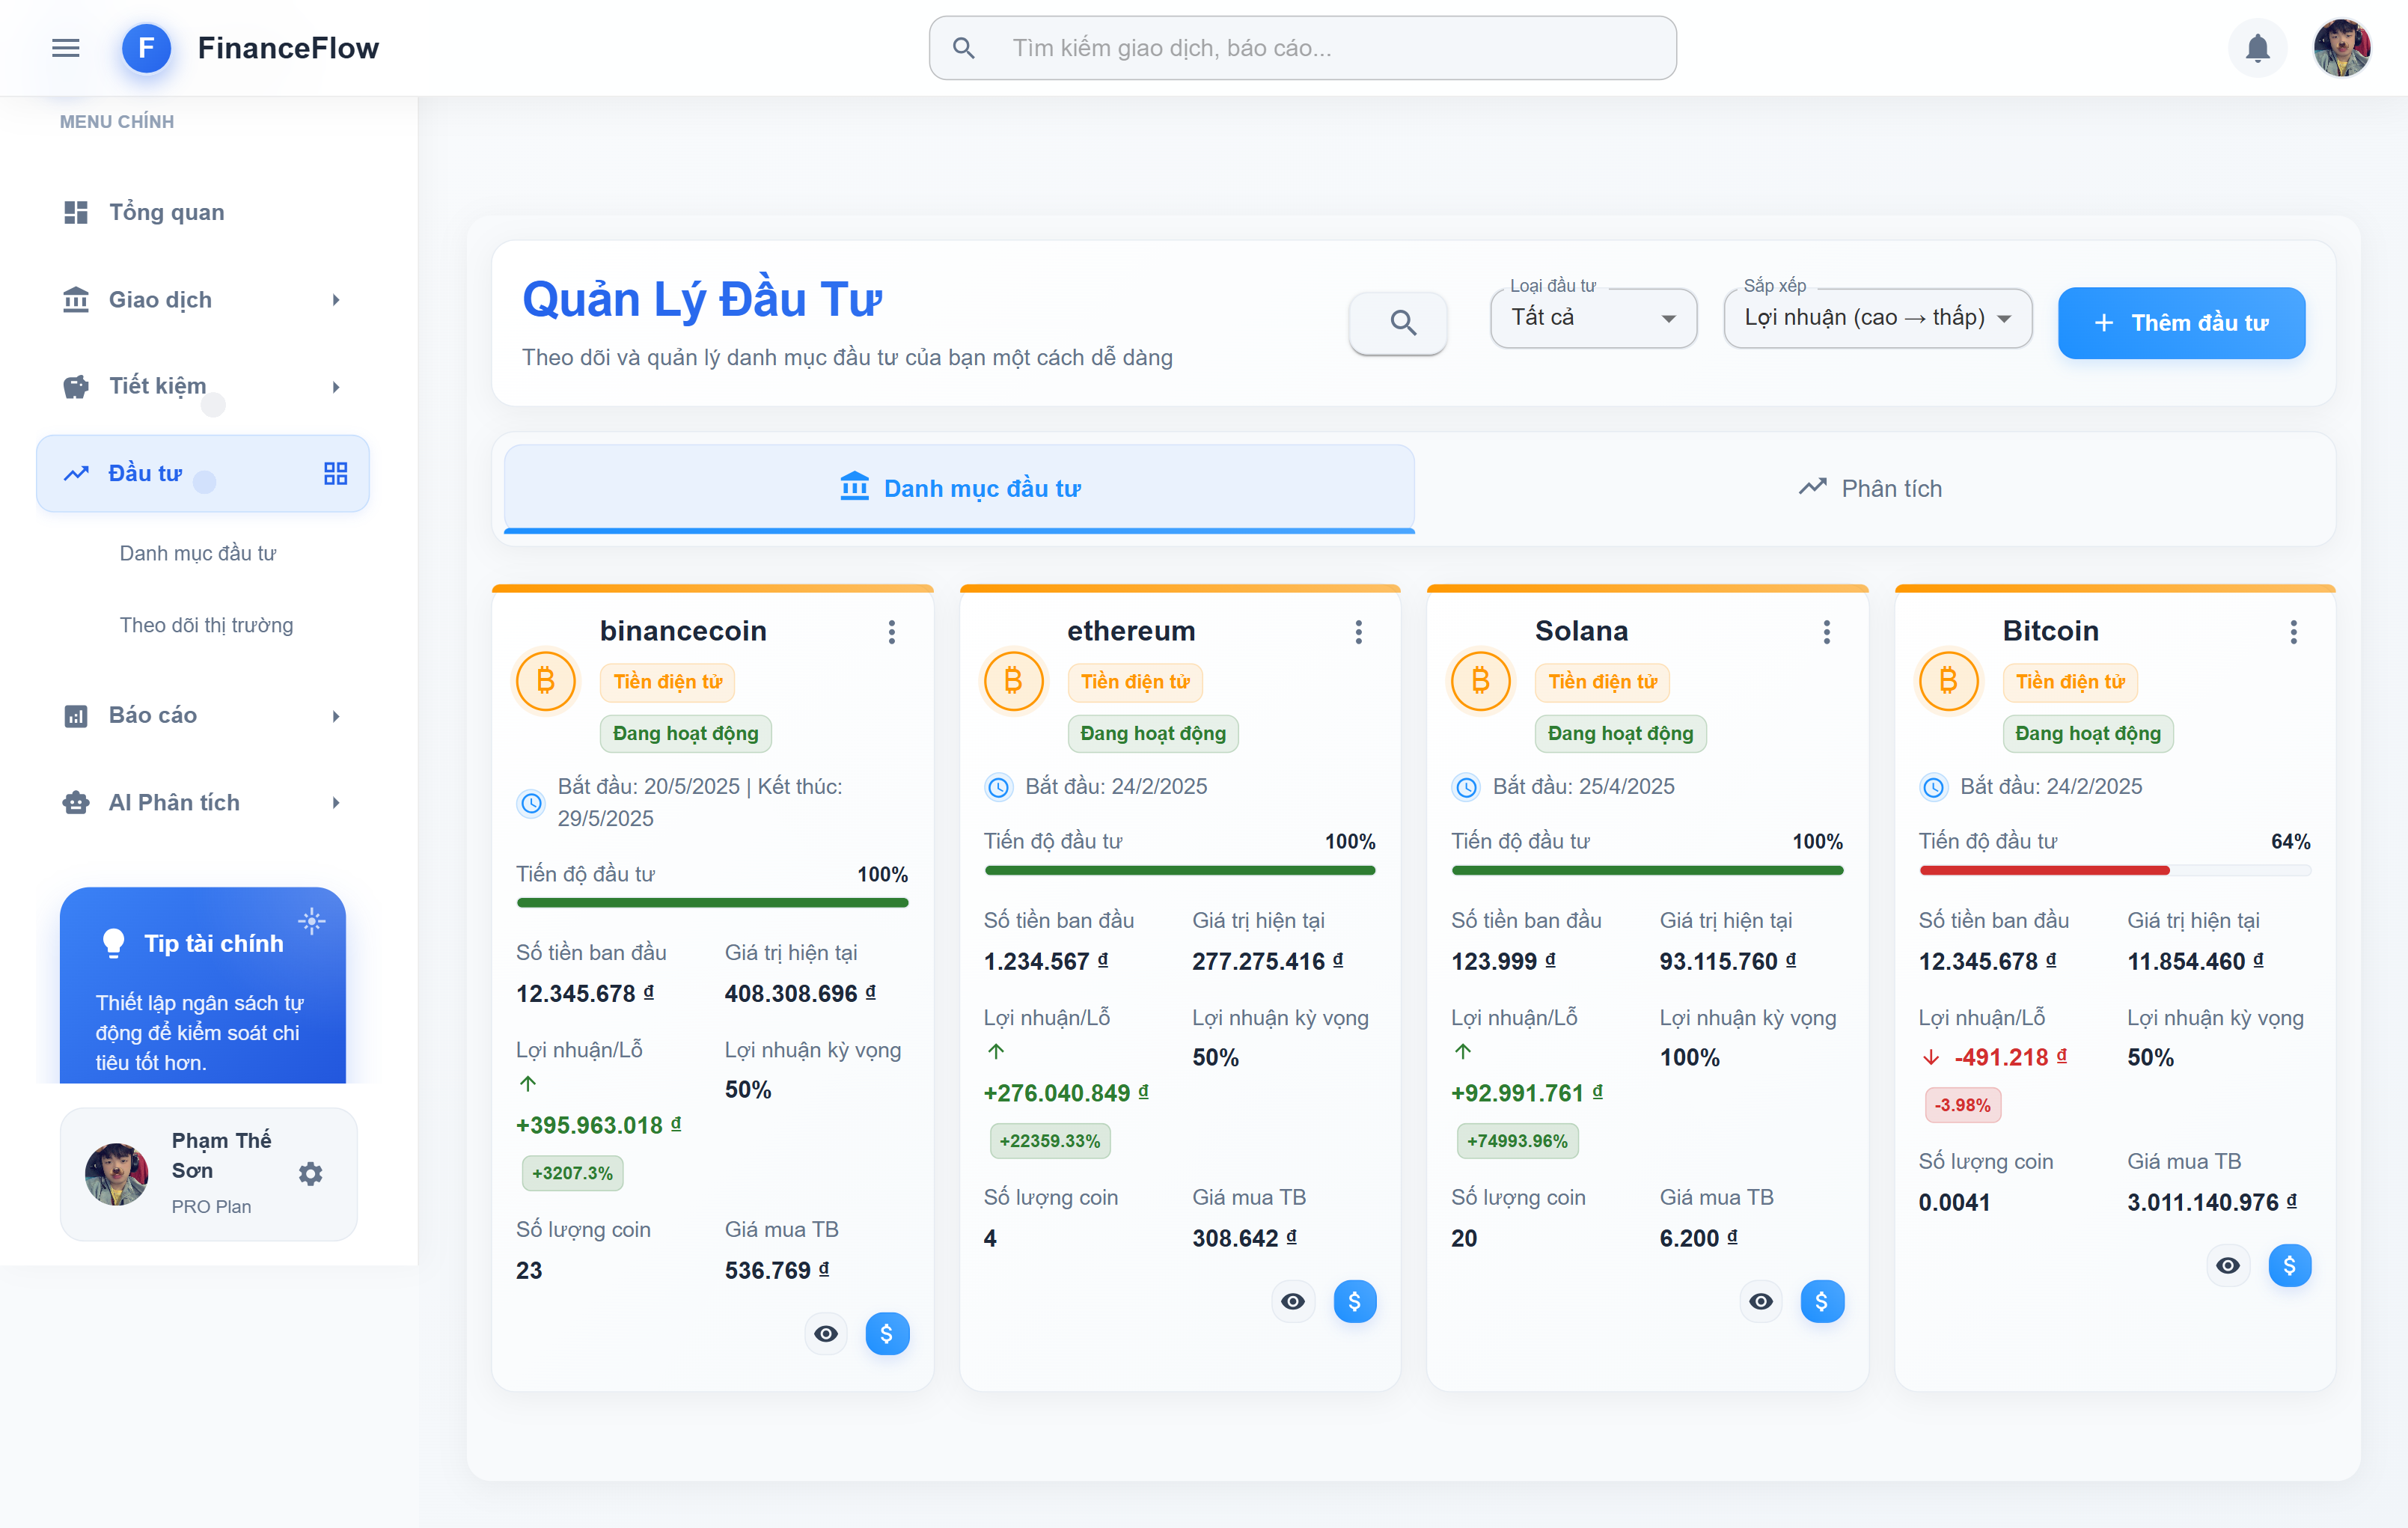 F FinanceFlow
Tìm kiếm giao dịch, báo cáo...
MENU CHÍNH
Tổng quan
Giao dịch
Tiết kiệm
Đầu tư
Danh mục đầu tư
Theo dõi thị trường
Báo cáo
AI Phân tích
Tip tài chính
Thiết lập ngân sách tự
động để kiểm soát chi
tiêu tốt hơn.
Phạm Thế
Sơn
PRO Plan
Quản Lý Đầu Tư
Theo dõi và quản lý danh mục đầu tư của bạn một cách dễ dàng
Loại đầu tư
Tất cả
Sắp xếp
Lợi nhuận (cao → thấp)
Thêm đầu tư
Danh mục đầu tư
Phân tích
binancecoin
Tiền điện tử
Đang hoạt động
Bắt đầu: 20/5/2025 | Kết thúc:
29/5/2025
Tiến độ đầu tư 100%
Số tiền ban đầu Giá trị hiện tại
12.345.678 ₫ 408.308.696 ₫
Lợi nhuận/Lỗ Lợi nhuận kỳ vọng
50%
+395.963.018 ₫
+3207.3%
Số lượng coin Giá mua TB
23 536.769 ₫
ethereum
Tiền điện tử
Đang hoạt động
Bắt đầu: 24/2/2025
Tiến độ đầu tư 100%
Số tiền ban đầu Giá trị hiện tại
1.234.567 ₫ 277.275.416 ₫
Lợi nhuận/Lỗ Lợi nhuận kỳ vọng
50%
+276.040.849 ₫
+22359.33%
Số lượng coin Giá mua TB
4 308.642 ₫
Solana
Tiền điện tử
Đang hoạt động
Bắt đầu: 25/4/2025
Tiến độ đầu tư 100%
Số tiền ban đầu Giá trị hiện tại
123.999 ₫ 93.115.760 ₫
Lợi nhuận/Lỗ Lợi nhuận kỳ vọng
100%
+92.991.761 ₫
+74993.96%
Số lượng coin Giá mua TB
20 6.200 ₫
Bitcoin
Tiền điện tử
Đang hoạt động
Bắt đầu: 24/2/2025
Tiến độ đầu tư 64%
Số tiền ban đầu Giá trị hiện tại
12.345.678 ₫ 11.854.460 ₫
Lợi nhuận/Lỗ Lợi nhuận kỳ vọng
-491.218 ₫ 50%
-3.98%
Số lượng coin Giá mua TB
0.0041 3.011.140.976 ₫